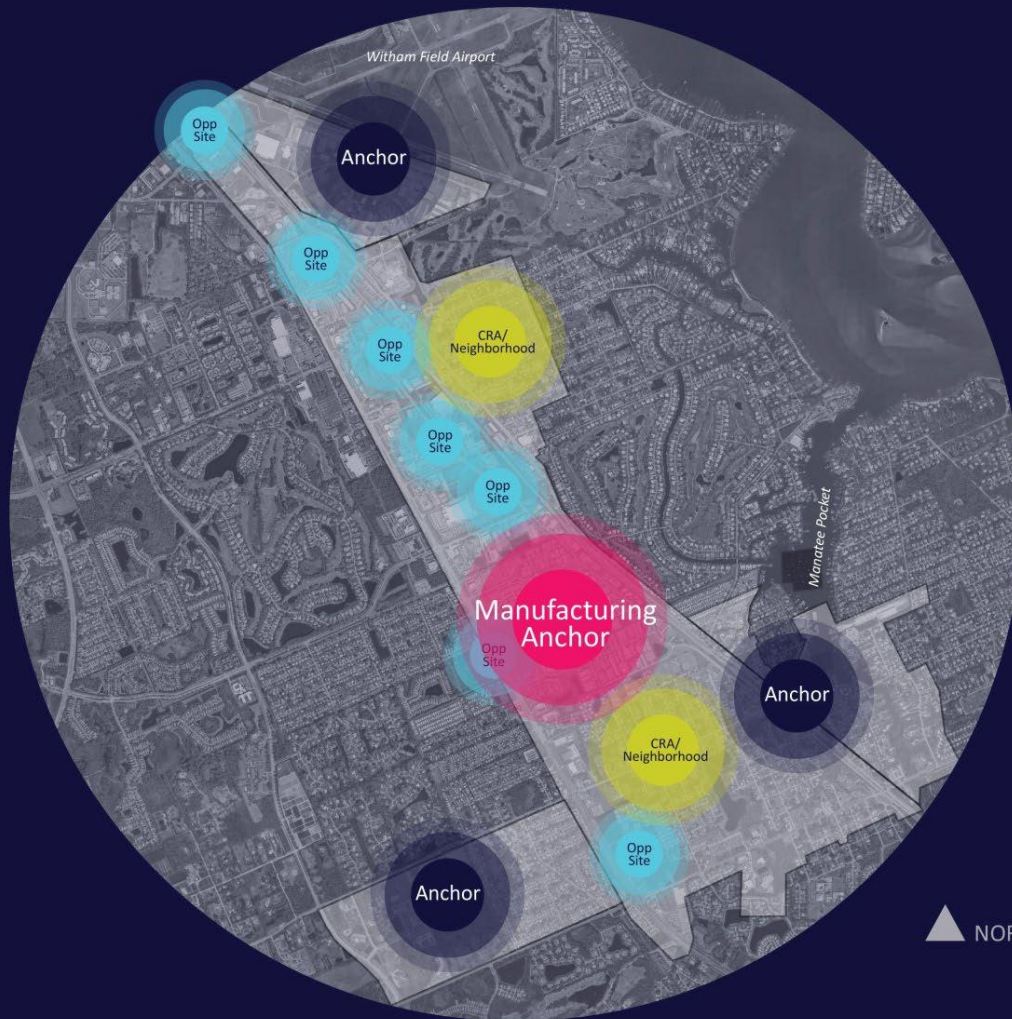 Witham Field Airport
Opp
Site
Anchor
Opp
Site
CRA/
Neighborhood
Opp
Site
Opp
Site
Opp
Site
Manufacturing
Anchor
Opp
Site
Manatee Pocket
Anchor
CRA/
Neighborhood
Opp
Site
Anchor
NOR